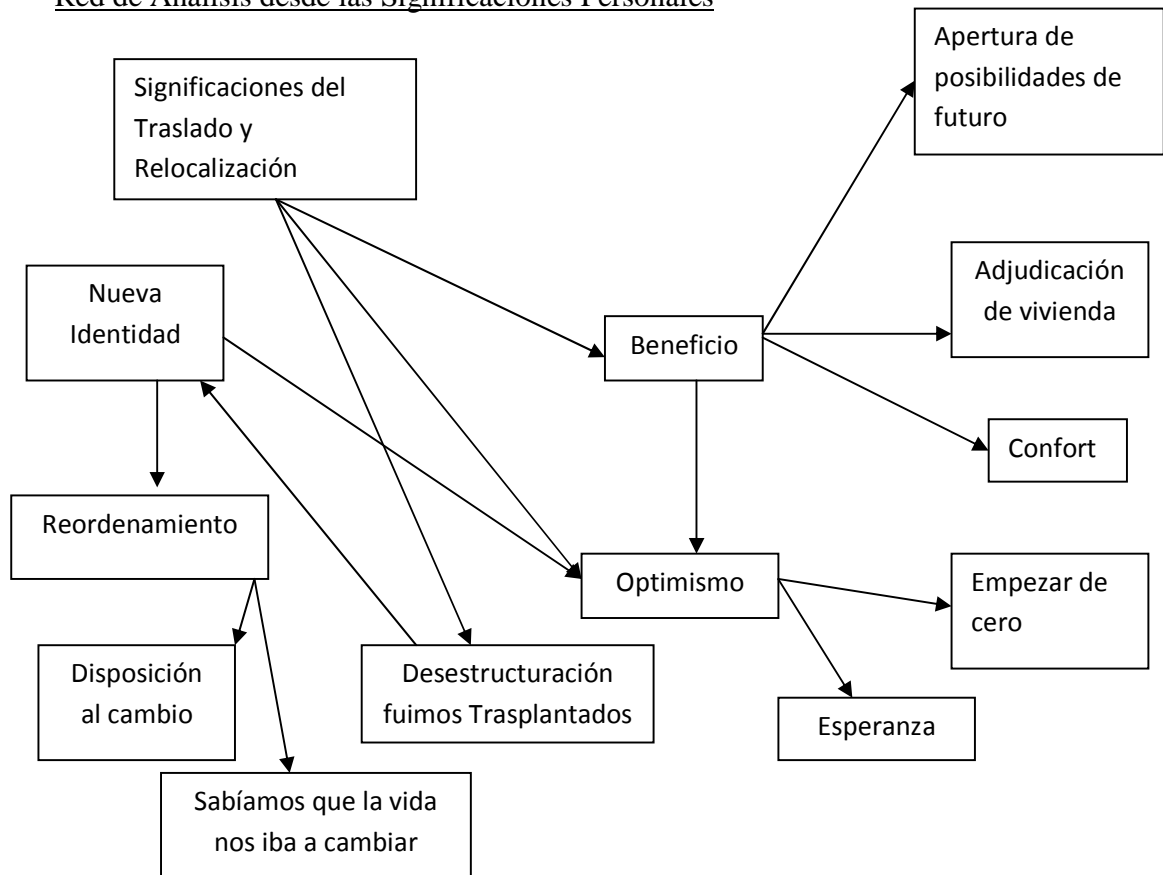 Red de Análisis desde las Significaciones Personales
Apertura de
posibilidades de
futuro
Significaciones del
Traslado y
Relocalización
Nueva
Identidad
Adjudicación
de vivienda
Beneficio
Confort
Reordenamiento
Optimismo
Empezar de
cero
Disposición
al cambio
Desestructuración
fuimos Trasplantados
Esperanza
Sabíamos que la vida
nos iba a cambiar